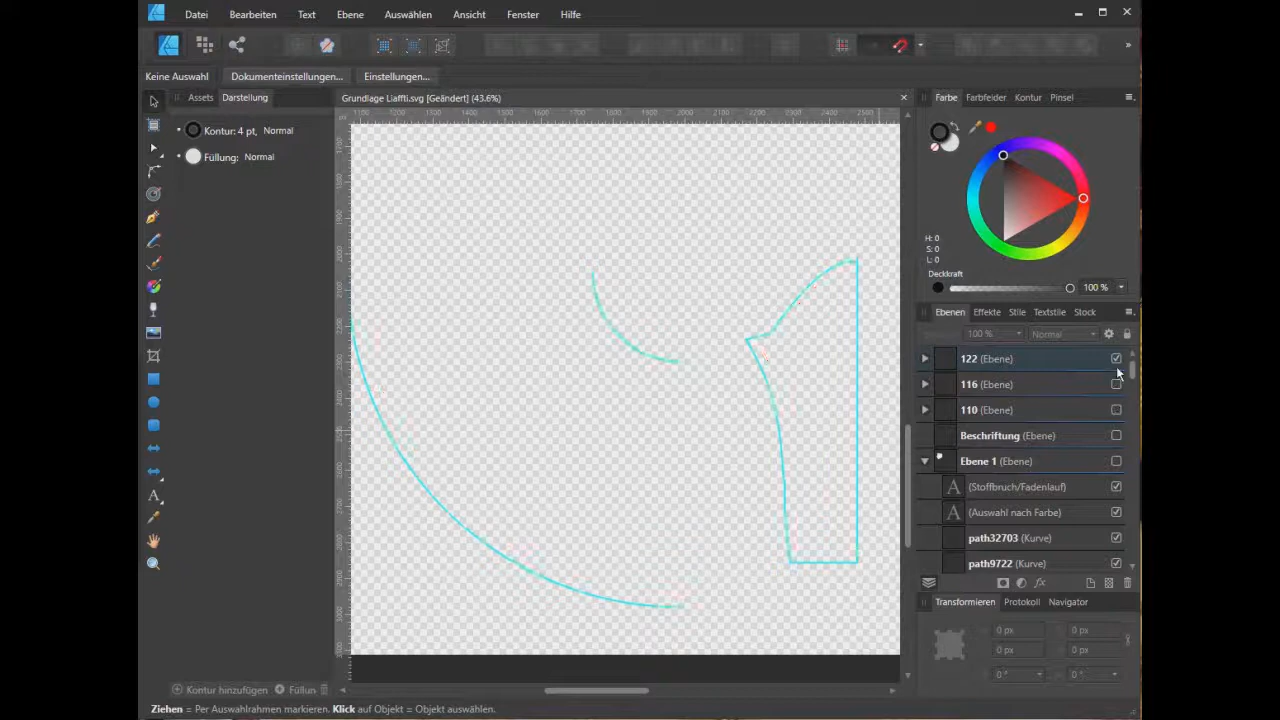 Datei Bearbeiten Text Ebene Auswählen Ansicht Fenster Hilfe
Keine Auswahl Dokumenteinstellungen... Einstellungen...
Assets Darstellung
Grundlage Liaffti.svg [Geändert] (43.6%)
Farbe Farbfelder Kontur Pinsel
Kontur: 4 pt, Normal
Füllung: Normal
H: 0
S: 0
L: 0
Deckkraft
100 %
Ebenen Effekte Stile Textstile Stock
100 % Normal
122 (Ebene)
116 (Ebene)
110 (Ebene)
Beschriftung (Ebene)
Ebene 1 (Ebene)
A (Stoffbruch/Fadenlauf)
A (Auswahl nach Farbe)
path32703 (Kurve)
path9722 (Kurve)
fx
Transformieren Protokoll Navigator
0 px 0 px
0 px 0 px
0 ° 0 °
Kontur hinzufügen Füllun
Ziehen = Per Auswahlrahmen markieren. Klick auf Objekt = Objekt auswählen.